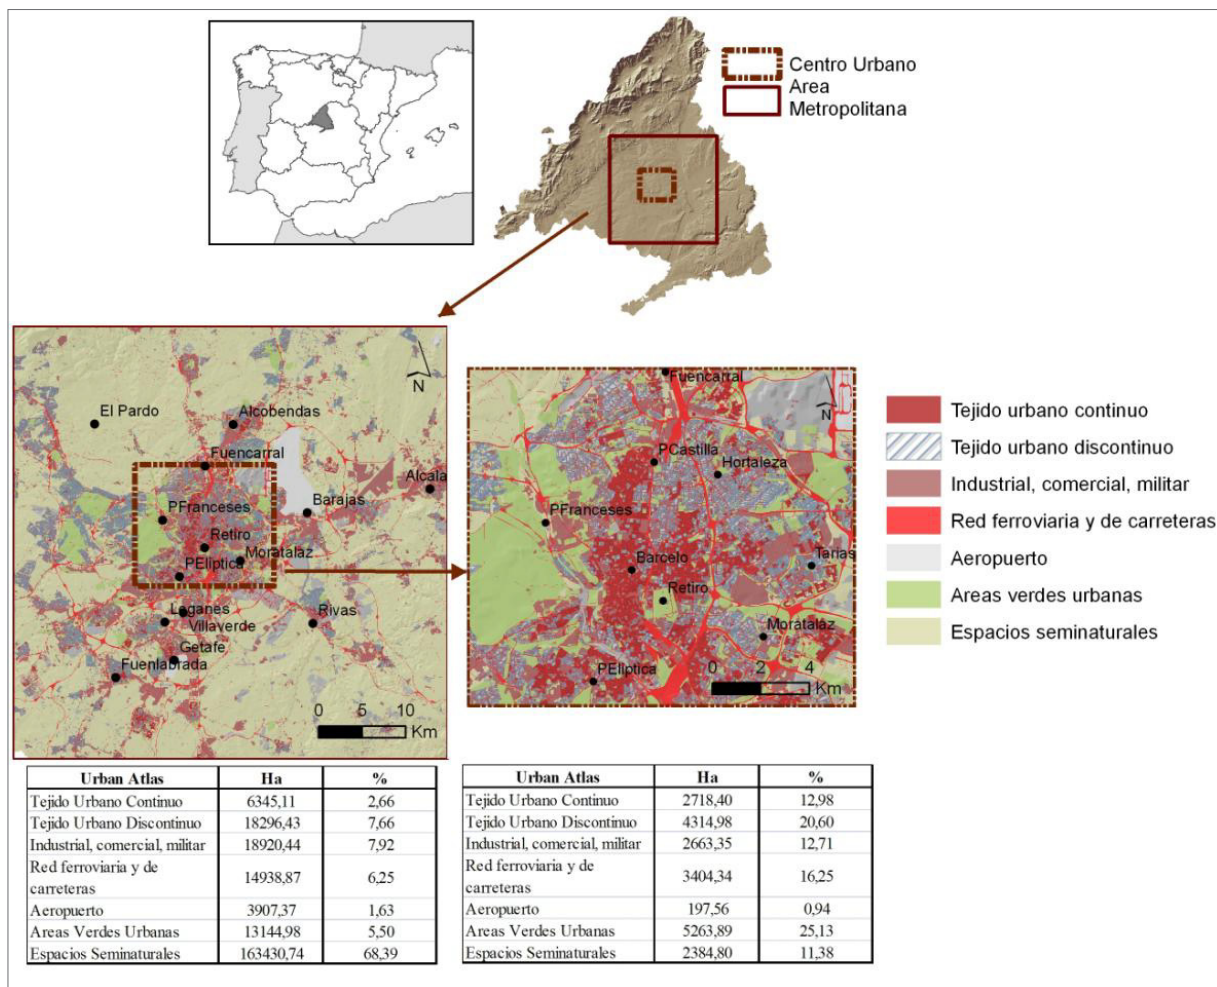 Centro Urbano
Area
Metropolitana
N
El Pardo
Alcobendas
Fuencarral
Alcala
Barajas
PFranceses
Retiro
Moratalaz
PElíptica
Leganes
Villaverde
Rivas
Getafe
Fuenlabrada
0 5 10
Km
Fuencarral
N
PCastilla
Hortaleza
PFranceses
Barcelo
Tarias
Retiro
Moratalaz
PElíptica
0 2 4
Km
Tejido urbano continuo
Tejido urbano discontinuo
Industrial, comercial, militar
Red ferroviaria y de carreteras
Aeropuerto
Areas verdes urbanas
Espacios seminaturales
Urban Atlas Ha %
Tejido Urbano Continuo 6345,11 2,66
Tejido Urbano Discontinuo 18296,43 7,66
Industrial, comercial, militar 18920,44 7,92
Red ferroviaria y de
carreteras 14938,87 6,25
Aeropuerto 3907,37 1,63
Areas Verdes Urbanas 13144,98 5,50
Espacios Seminaturales 163430,74 68,39
Urban Atlas Ha %
Tejido Urbano Continuo 2718,40 12,98
Tejido Urbano Discontinuo 4314,98 20,60
Industrial, comercial, militar 2663,35 12,71
Red ferroviaria y de
carreteras 3404,34 16,25
Aeropuerto 197,56 0,94
Areas Verdes Urbanas 5263,89 25,13
Espacios Seminaturales 2384,80 11,38